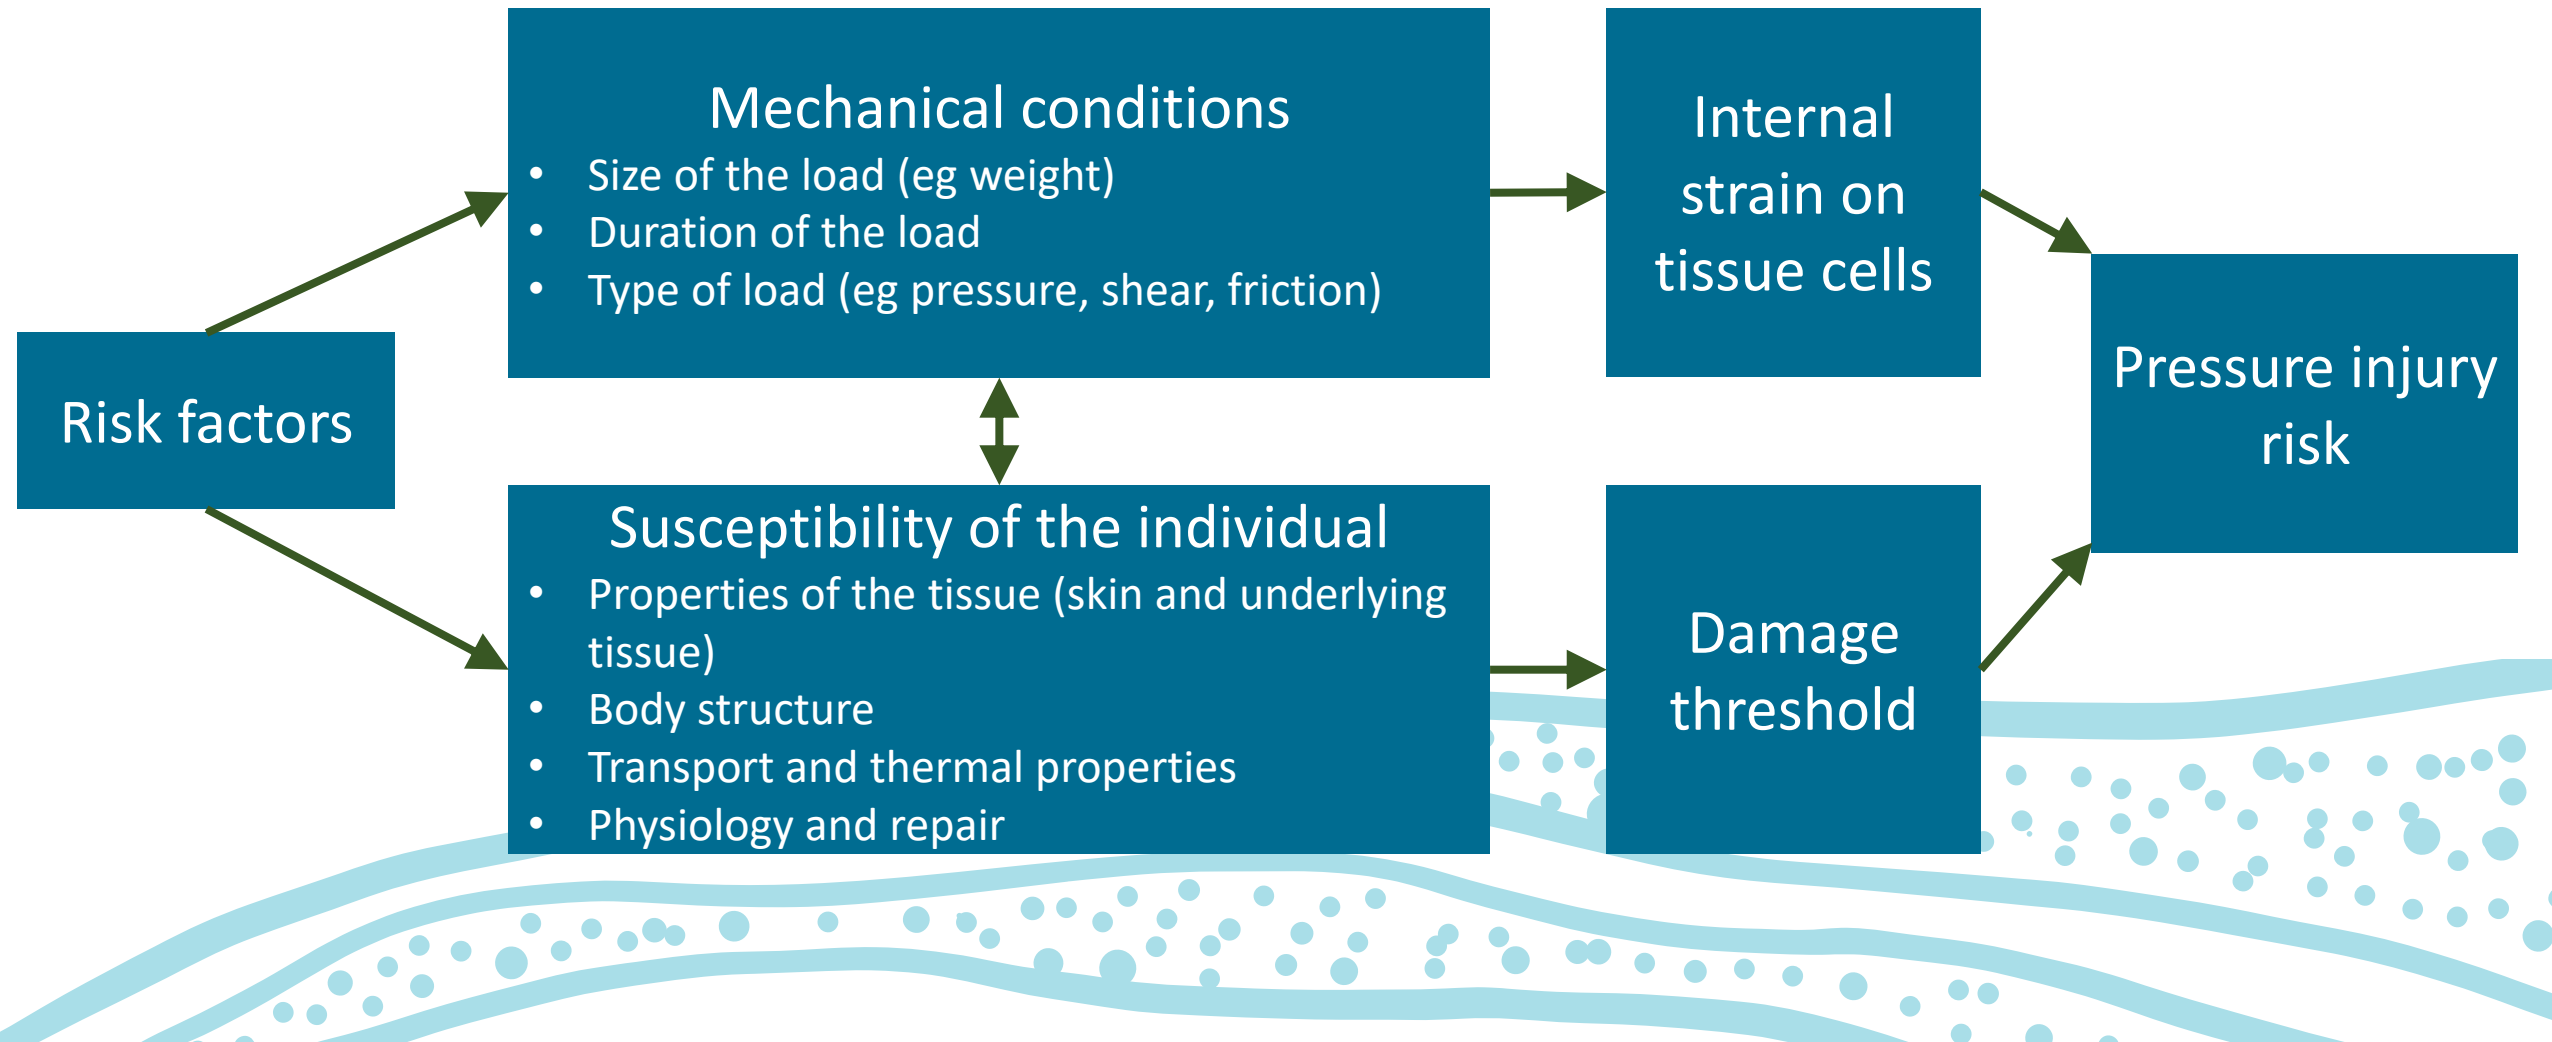 Risk factors
Mechanical conditions
• Size of the load (eg weight)
• Duration of the load
• Type of load (eg pressure, shear, friction)
Susceptibility of the individual
• Properties of the tissue (skin and underlying
tissue)
• Body structure
• Transport and thermal properties
• Physiology and repair
Internal
strain on
tissue cells
Damage
threshold
Pressure injury
risk